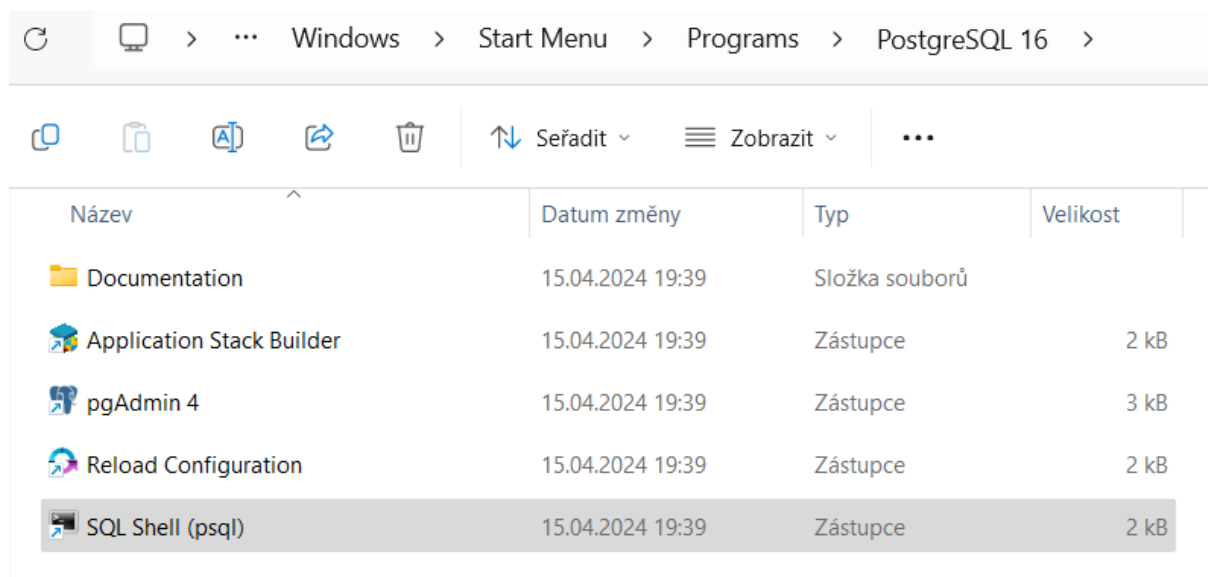 Windows > Start Menu > Programs > PostgreSQL 16 >
Seřadit Zobrazit
Název Datum změny Typ Velikost
Documentation 15.04.2024 19:39 Složka souborů
Application Stack Builder 15.04.2024 19:39 Zástupce 2 kB
pgAdmin 4 15.04.2024 19:39 Zástupce 3 kB
Reload Configuration 15.04.2024 19:39 Zástupce 2 kB
SQL Shell (psql) 15.04.2024 19:39 Zástupce 2 kB